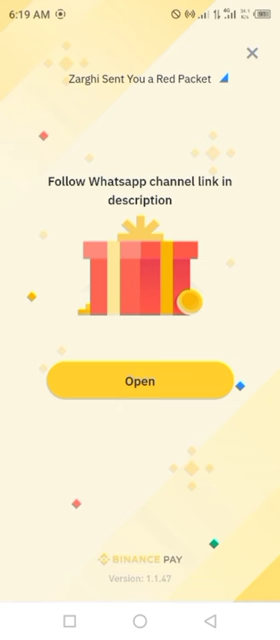 6:19 AM
Zarghi Sent You a Red Packet
Follow Whatsapp channel link in
description
Open
BINANCE PAY
Version: 1.1.47